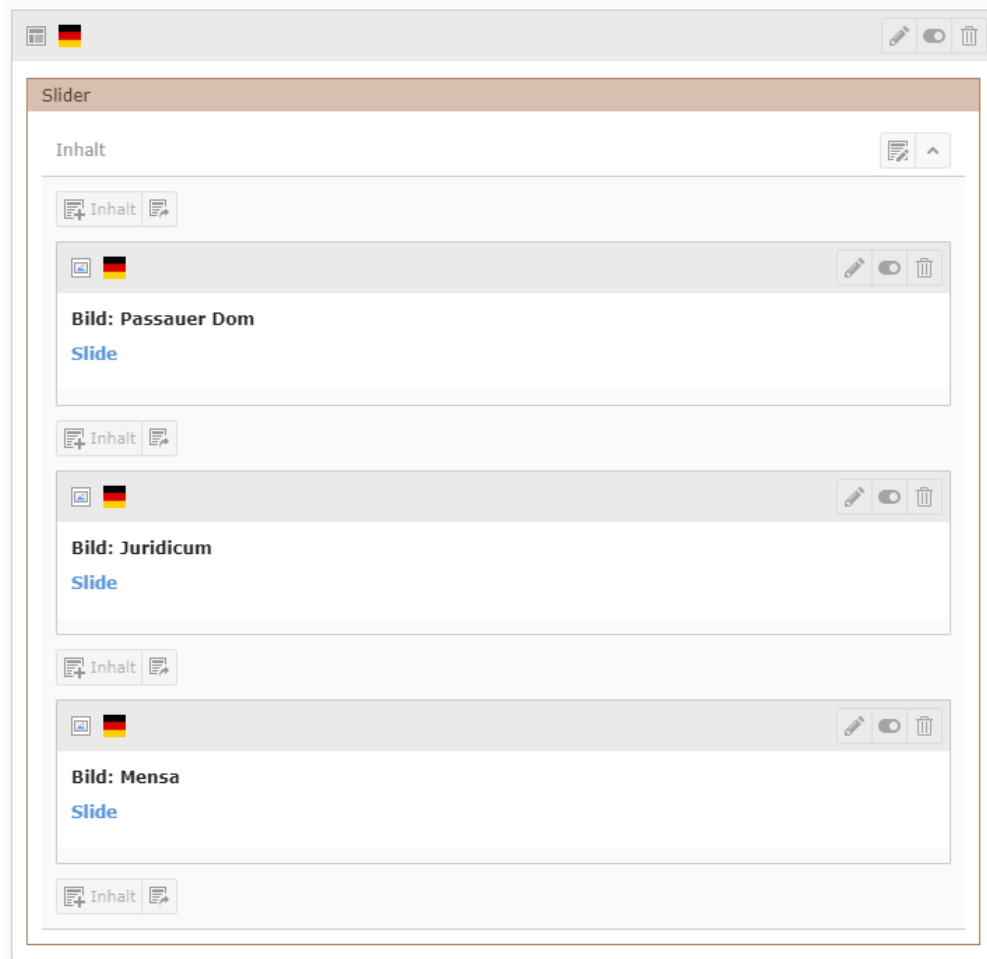 Slider
Inhalt
Inhalt
Bild: Passauer Dom
Slide
Inhalt
Bild: Juridicum
Slide
Inhalt
Bild: Mensa
Slide
Inhalt